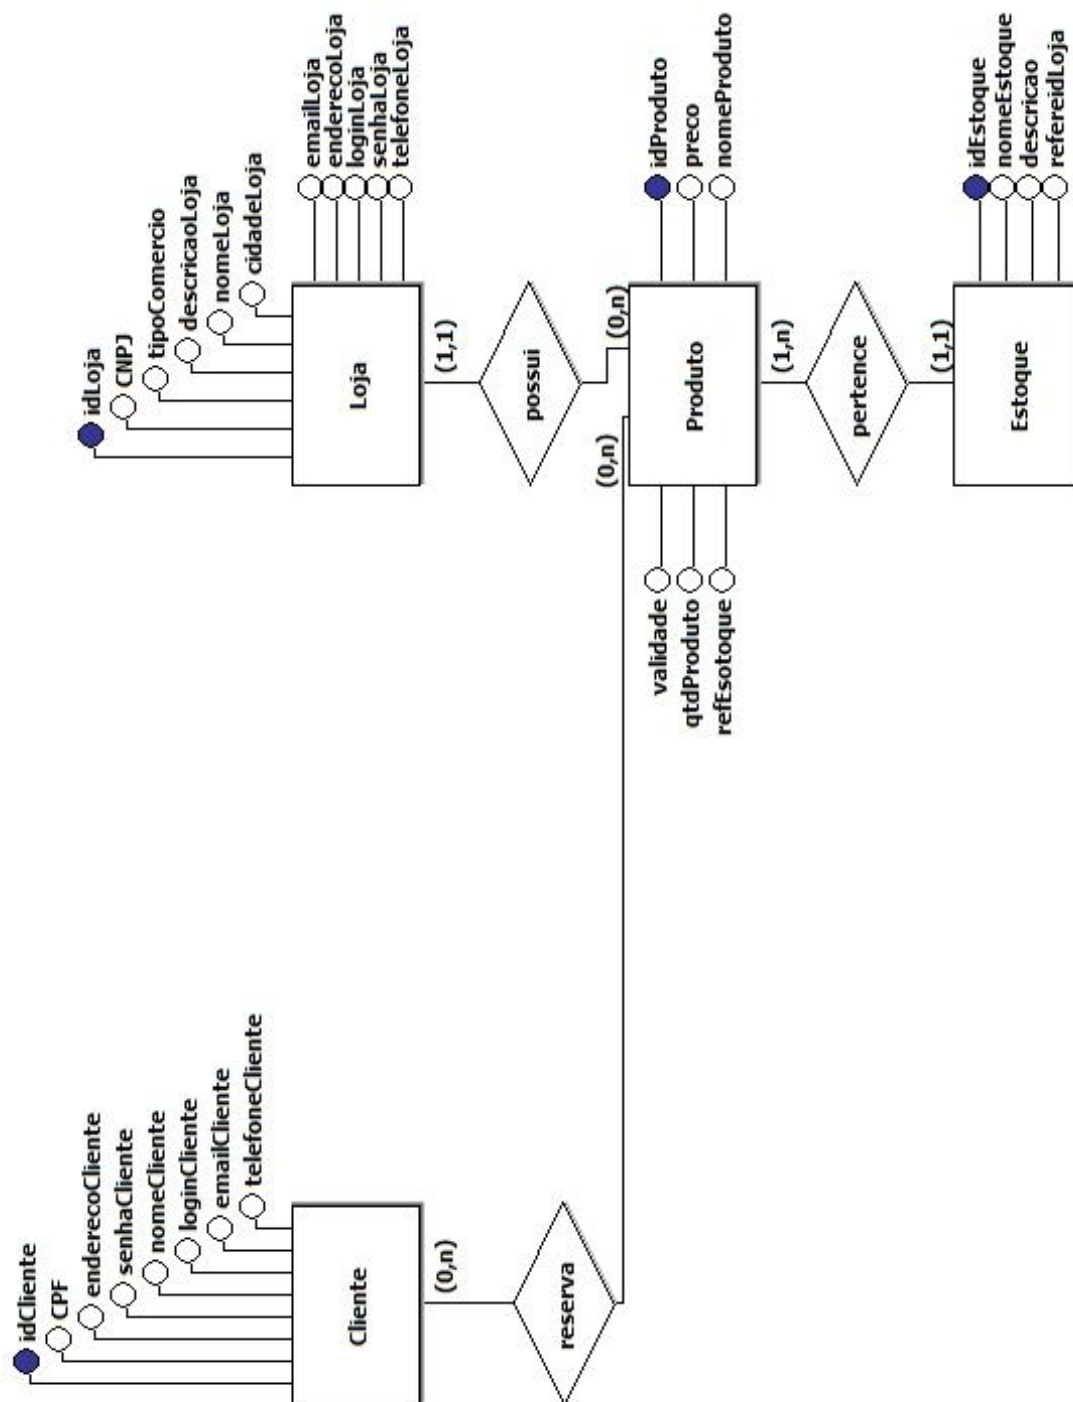 idCliente
CPF
enderecoCliente
senhaCliente
nomeCliente
loginCliente
emailCliente
telefoneCliente
Cliente
(0,n)
reserva
(0,n)
idLoja
CNPJ
tipoComercio
descricaoLoja
nomeLoja
cidadeLoja
emailLoja
enderecoLoja
loginLoja
senhaLoja
telefoneLoja
Loja
(1,1)
possui
(0,n)
validade
qtdProduto
refEsotoque
Produto
idProduto
preco
nomeProduto
(1,n)
pertence
(1,1)
Estoque
idEstoque
nomeEstoque
descricao
refereidLoja